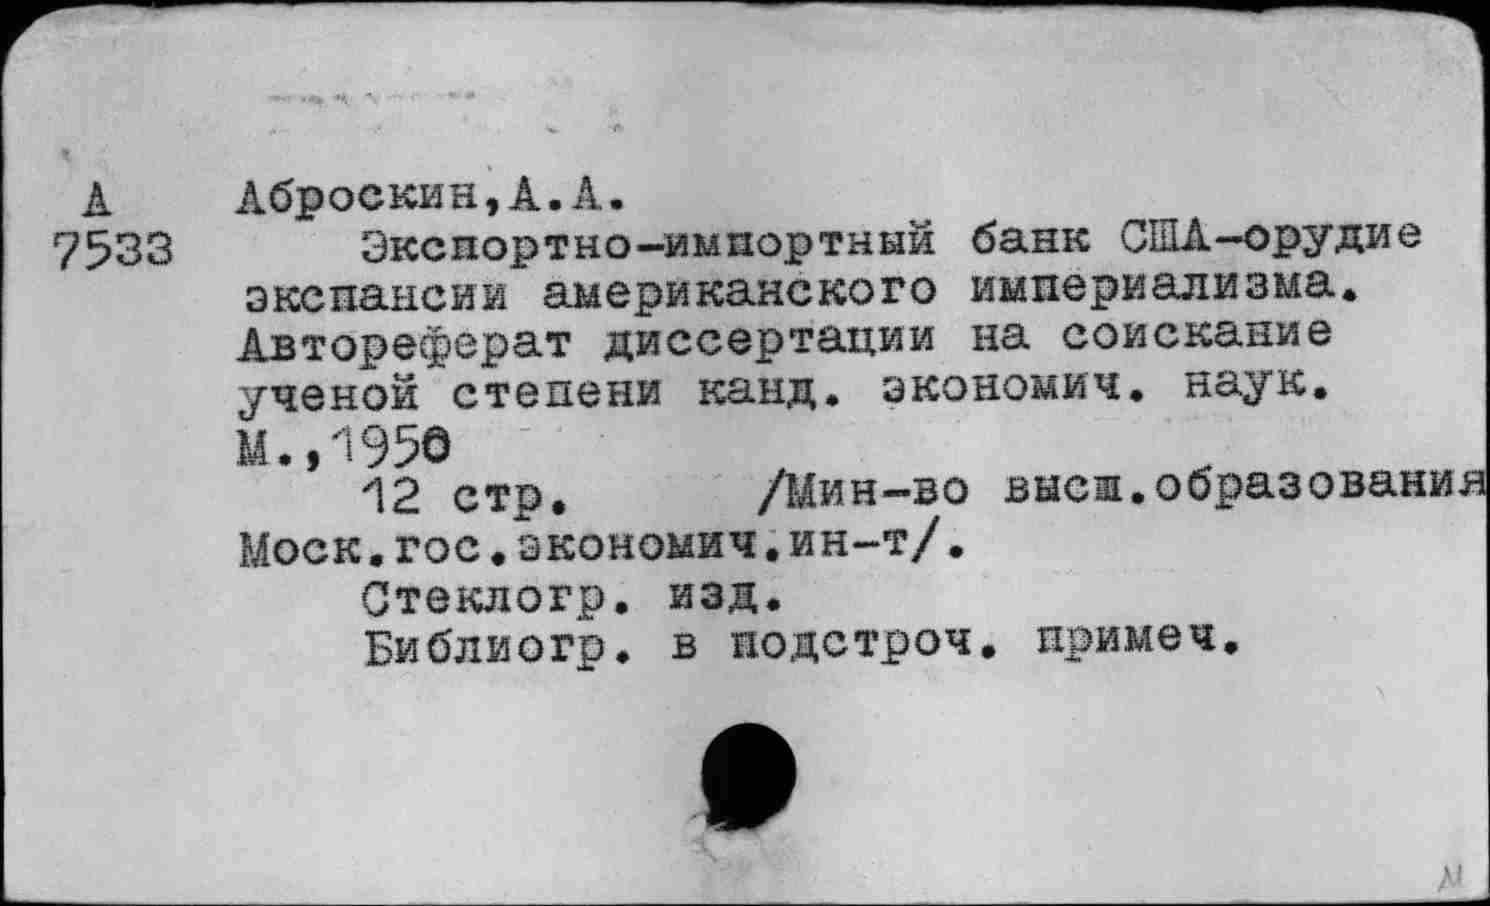 А Аброскин,А.А.
7533 Экспортно-импортный банк США-орудие
экспансии американского империализма.
Автореферат диссертации на соискание
ученой степени канд. экономич. наук.
М.,1950
12 стр. /Мин-во высш.образования
Моск.гос.экономич.ин-т/.
Стеклогр. изд.
Библиогр. в подстроч. примеч.
М